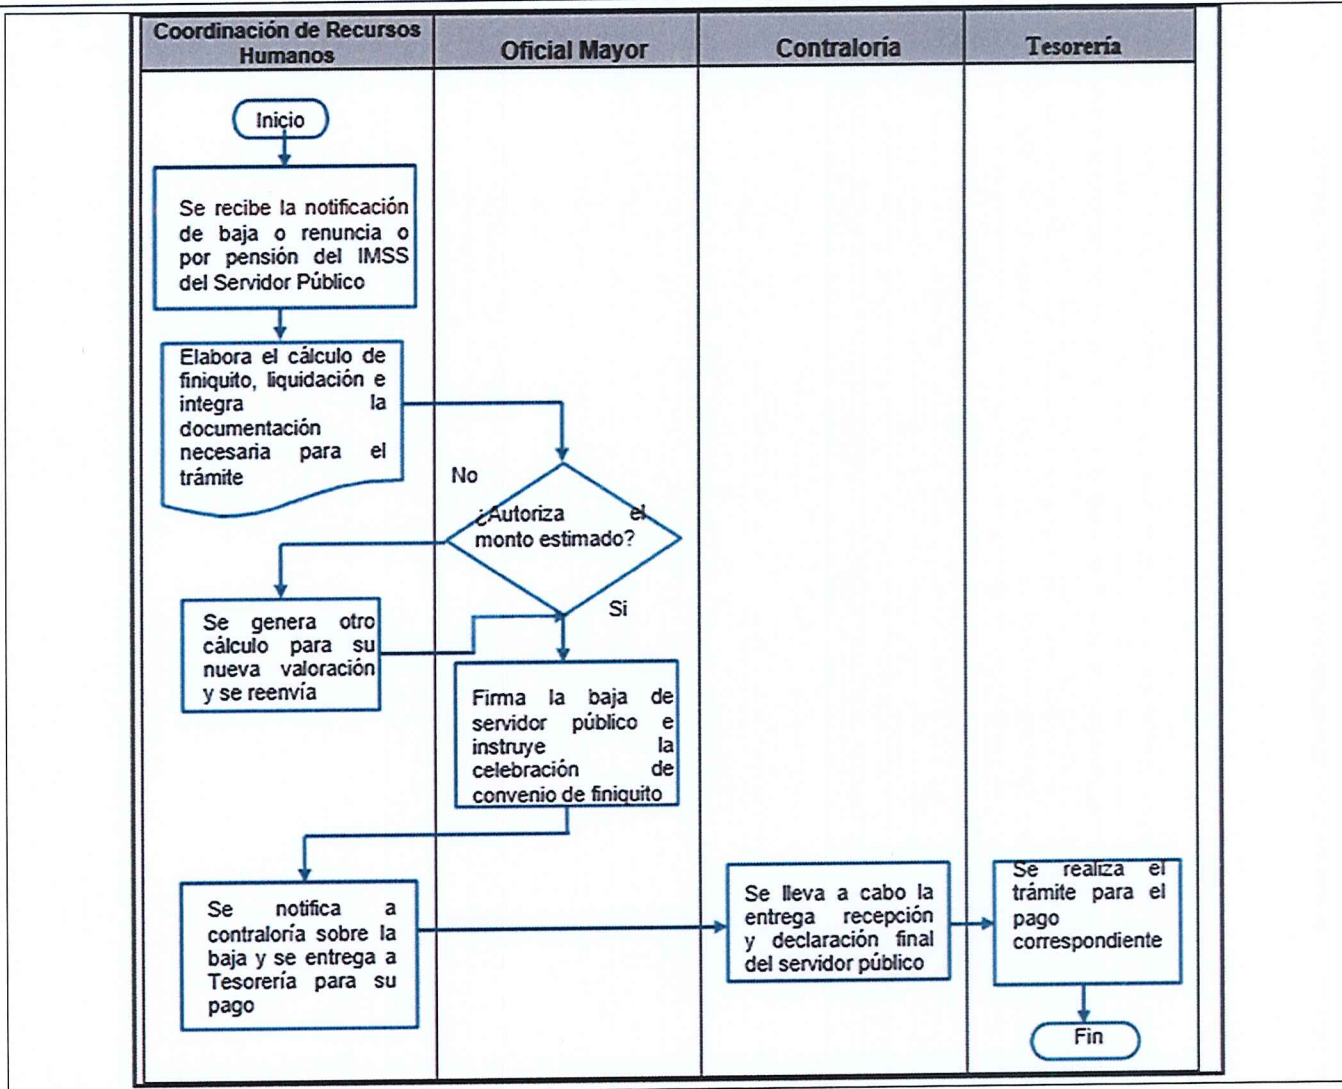 Coordinación de Recursos
Humanos
Oficial Mayor
Contraloría
Tesorería
Inicio
Se recibe la notificación
de baja o renuncia o
por pensión del IMSS
del Servidor Público
Elabora el cálculo de
finiquito, liquidación e
integra la
documentación
necesaria para el
trámite
No
¿Autoriza el
monto estimado?
Si
Se genera otro
cálculo para su
nueva valoración
y se reenvía
Firma la baja de
servidor público e
instruye la
celebración de
convenio de finiquito
Se notifica a
contraloría sobre la
baja y se entrega a
Tesorería para su
pago
Se lleva a cabo la
entrega recepción
y declaración final
del servidor público
Se realiza el
trámite para el
pago
correspondiente
Fin